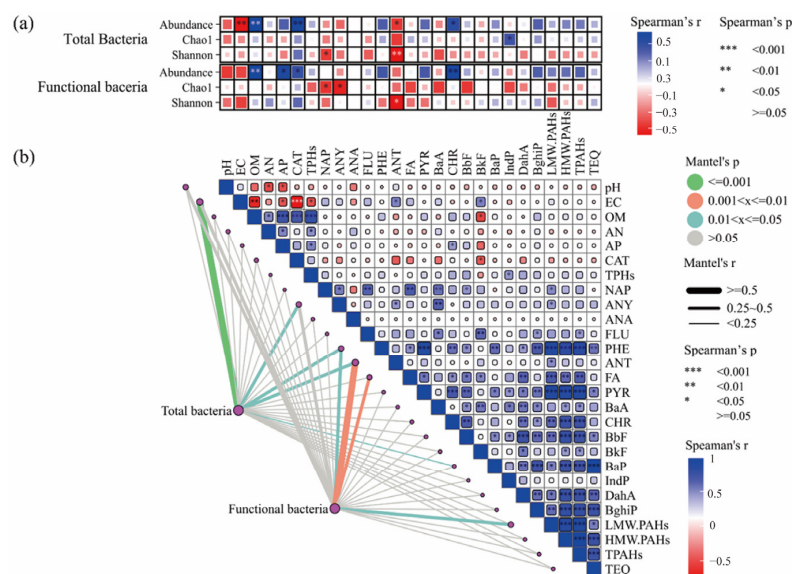 (a)
Total Bacteria
Abundance
Chao1
Shannon
Functional baceria
Abundance
Chao1
Shannon
Spearman's r
0.5
0.3
0.1
-0.1
-0.3
-0.5
Spearman's p
*** <0.001
** <0.01
* <0.05
>=0.05
(b)
pH EC OM AN AP CAT TPHs NAP ANY ANA FLU PHE ANT FA PYR BaA CHR BbF BkF BaP IndP DahA BghiP LMW.PAHs HMW.PAHs TPAHs TEQ
pH
EC
OM
AN
AP
CAT
TPHs
NAP
ANY
ANA
FLU
PHE
ANT
FA
PYR
BaA
CHR
BbF
BkF
BaP
IndP
DahA
BghiP
LMW.PAHs
HMW.PAHs
TPAHs
TEQ
Total bacteria
Functional bacteria
Mantel's p
<=0.001
0.001<x<=0.01
0.01<x<=0.05
>0.05
Mantel's r
>=0.5
0.25~0.5
<0.25
Spearman's p
*** <0.001
** <0.01
* <0.05
>=0.05
Speaman's r
1
0.5
0
-0.5